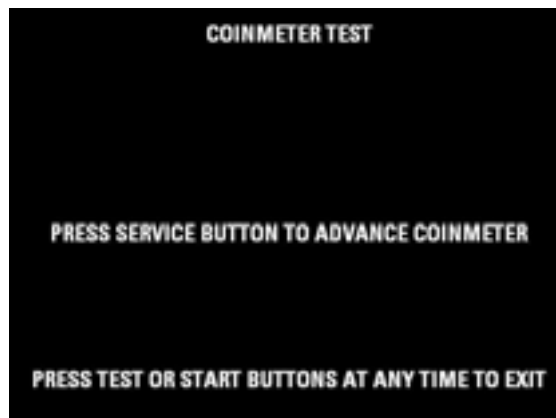 COINMETER TEST
PRESS SERVICE BUTTON TO ADVANCE COINMETER
PRESS TEST OR START BUTTONS AT ANY TIME TO EXIT